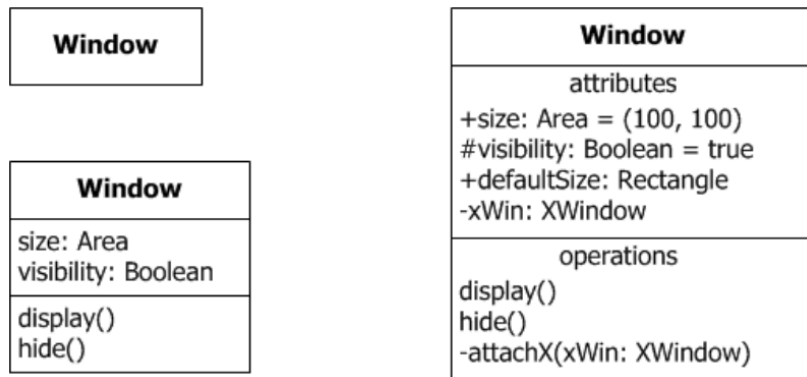 Window
Window
size: Area
visibility: Boolean
display()
hide()
Window
attributes
+size: Area = (100, 100)
#visibility: Boolean = true
+defaultSize: Rectangle
-xWin: XWindow
operations
display()
hide()
-attachX(xWin: XWindow)